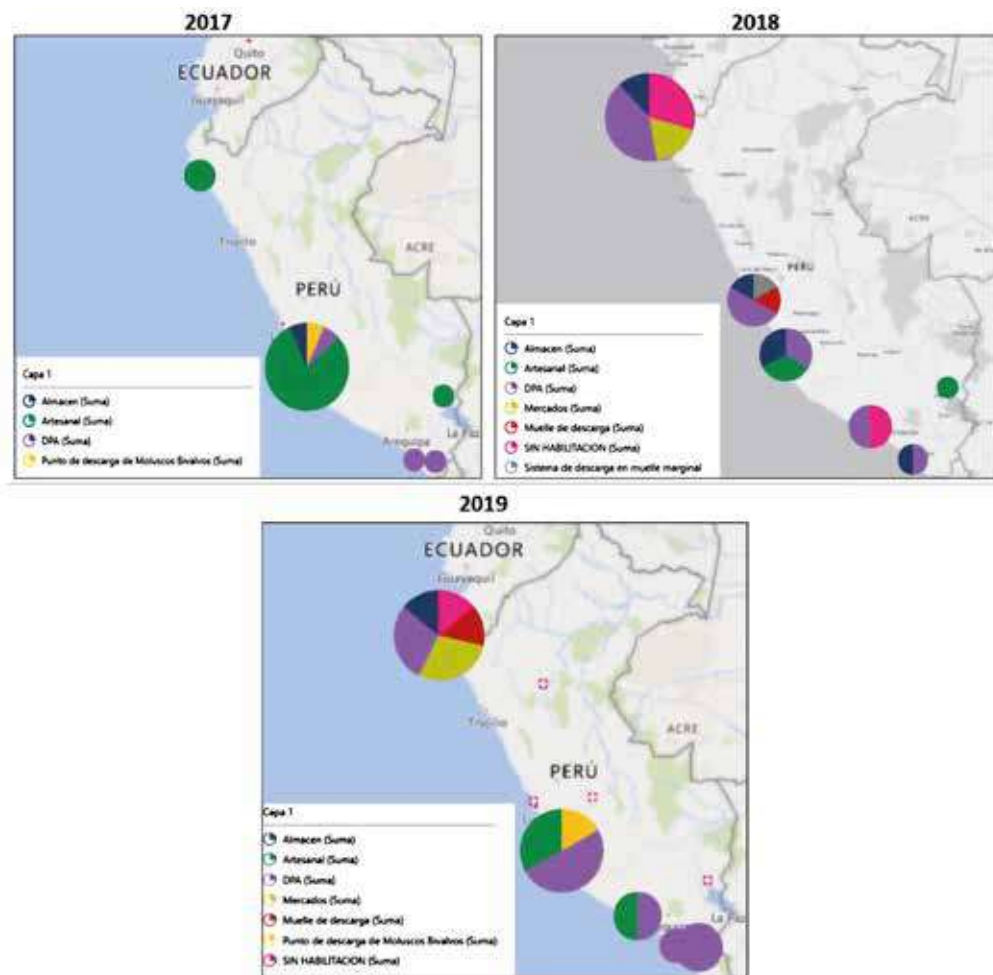 2017
2018
Quito
ECUADOR
Guayaquil
Trujillo
ACRE
PERÚ
Arequipa
La Paz
Capa 1
Almacen (Suma)
Artesanal (Suma)
DPA (Suma)
Punto de descarga de Moluscos Bivalvos (Suma)
ACRE
PERÚ
Capa 1
Almacen (Suma)
Artesanal (Suma)
DPA (Suma)
Mercados (Suma)
Muelle de descarga (Suma)
SIN HABILITACION (Suma)
Sistema de descarga en muelle marginal
2019
Quito
ECUADOR
Guayaquil
Trujillo
ACRE
PERÚ
La Paz
Capa 1
Almacen (Suma)
Artesanal (Suma)
DPA (Suma)
Mercados (Suma)
Muelle de descarga (Suma)
Punto de descarga de Moluscos Bivalvos (Suma)
SIN HABILITACION (Suma)